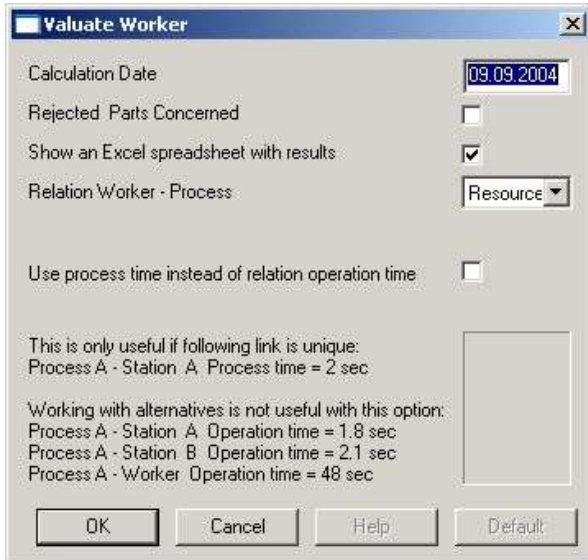 Valuate Worker
Calculation Date 09.09.2004
Rejected Parts Concerned
Show an Excel spreadsheet with results
Relation Worker - Process Resource
Use process time instead of relation operation time
This is only useful if following link is unique:
Process A - Station A Process time = 2 sec
Working with alternatives is not useful with this option:
Process A - Station A Operation time = 1.8 sec
Process A - Station B Operation time = 2.1 sec
Process A - Worker Operation time = 48 sec
OK Cancel Help Default